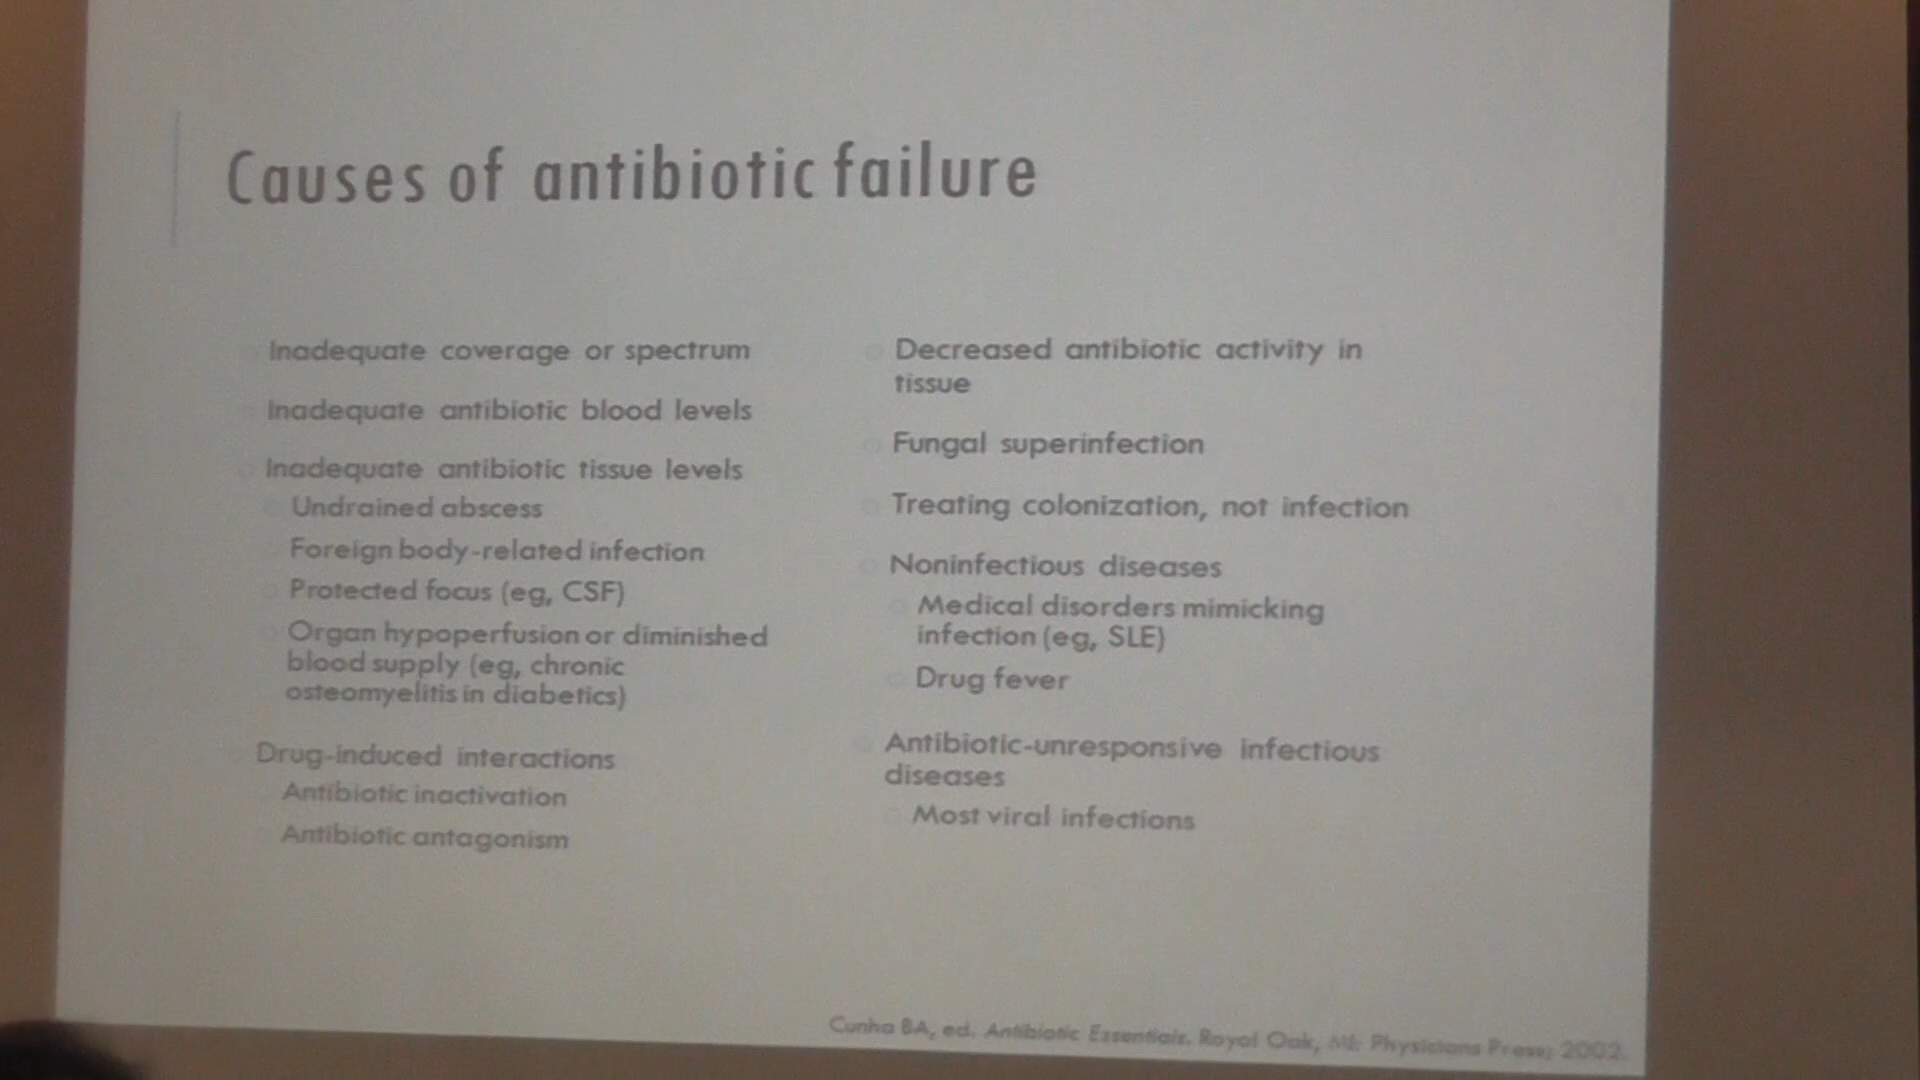 Causes of antibiotic failure
Inadequate coverage or spectrum
Inadequate antibiotic blood levels
Inadequate antibiotic tissue levels
Undrained abscess
Foreign body-related infection
Protected focus (eg, CSF)
Organ hypoperfusion or diminished
blood supply (eg, chronic
osteomyelitis in diabetics)
Drug-induced interactions
Antibiotic inactivation
Antibiotic antagonism
Decreased antibiotic activity in
tissue
Fungal superinfection
Treating colonization, not infection
Noninfectious diseases
Medical disorders mimicking
infection (eg, SLE)
Drug fever
Antibiotic-unresponsive infectious
diseases
Most viral infections
Cunha BA, ed. Antibiotic Essentials. Royal Oak, Physicians Press; 2002.